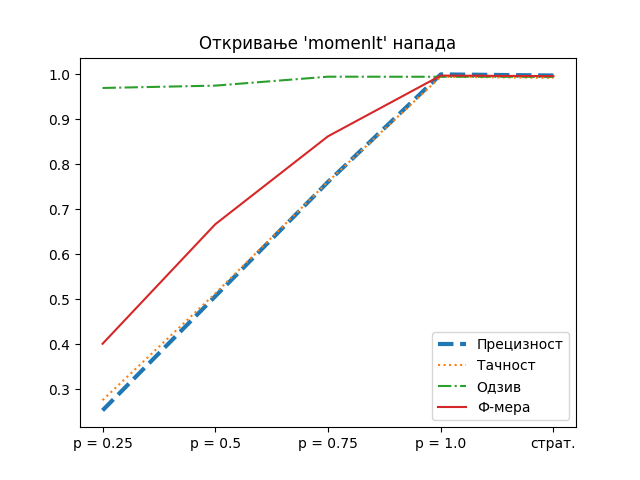 Откривање 'momenIt' напада
1.0
0.9
0.8
0.7
0.6
0.5
0.4
0.3
Прецизност
Тачност
Одзив
Ф-мера
p = 0.25
p = 0.5
p = 0.75
p = 1.0
страт.